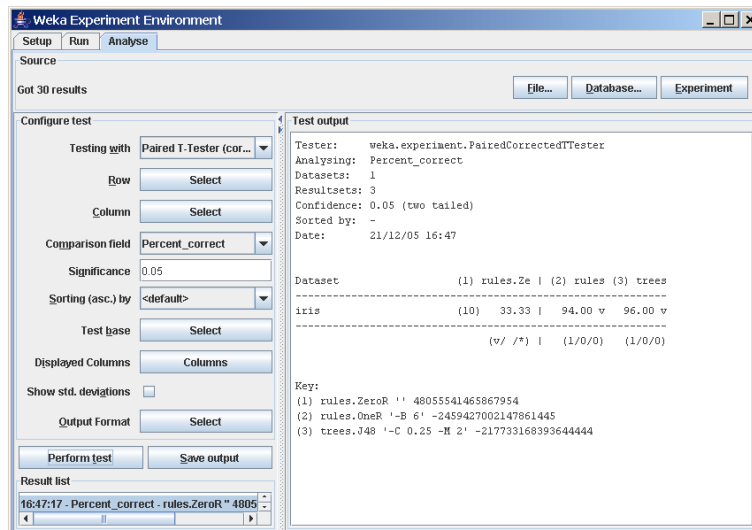 Weka Experiment Environment
Setup Run Analyse
Source
Got 30 results
File... Database... Experiment
Configure test
Testing with Paired T-Tester (cor...
Row Select
Column Select
Comparison field Percent_correct
Significance 0.05
Sorting (asc.) by <default>
Test base Select
Displayed Columns Columns
Show std. deviations
Output Format Select
Perform test Save output
Result list
16:47:17 - Percent_correct - rules.ZeroR '' 4805
Test output
Tester: weka.experiment.PairedCorrectedTTester
Analysing: Percent_correct
Datasets: 1
Resultsets: 3
Confidence: 0.05 (two tailed)
Sorted by: -
Date: 21/12/05 16:47
Dataset (1) rules.Ze | (2) rules (3) trees
--------------------------------------------------------------
iris (10) 33.33 | 94.00 v 96.00 v
--------------------------------------------------------------
(v/ /*) | (1/0/0) (1/0/0)
Key:
(1) rules.ZeroR '' 48055541465867954
(2) rules.OneR '-B 6' -2459427002147861445
(3) trees.J48 '-C 0.25 -M 2' -217733168393644444